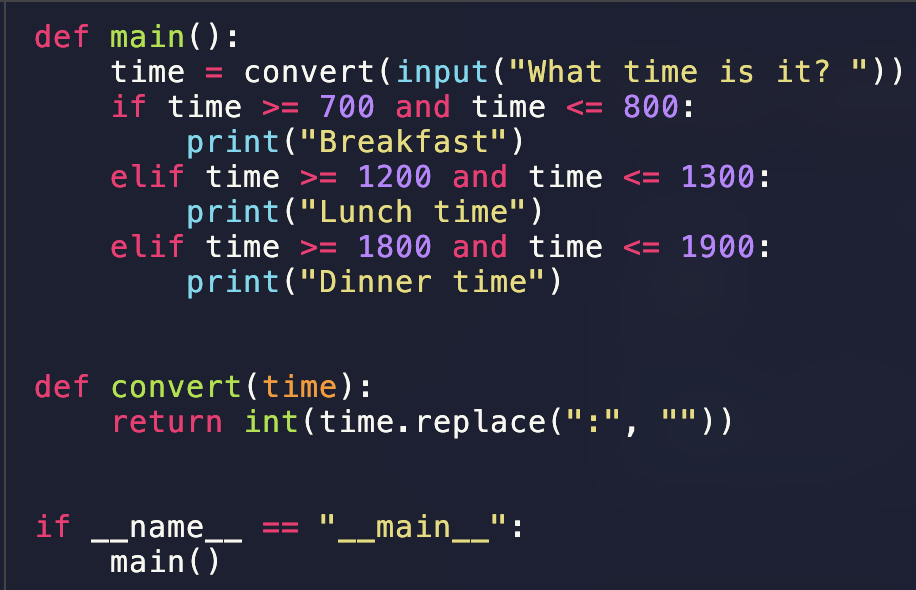 def main():
    time = convert(input("What time is it? "))
    if time >= 700 and time <= 800:
        print("Breakfast")
    elif time >= 1200 and time <= 1300:
        print("Lunch time")
    elif time >= 1800 and time <= 1900:
        print("Dinner time")
def convert(time):
    return int(time.replace(":", ""))
if __name__ == "__main__":
    main()